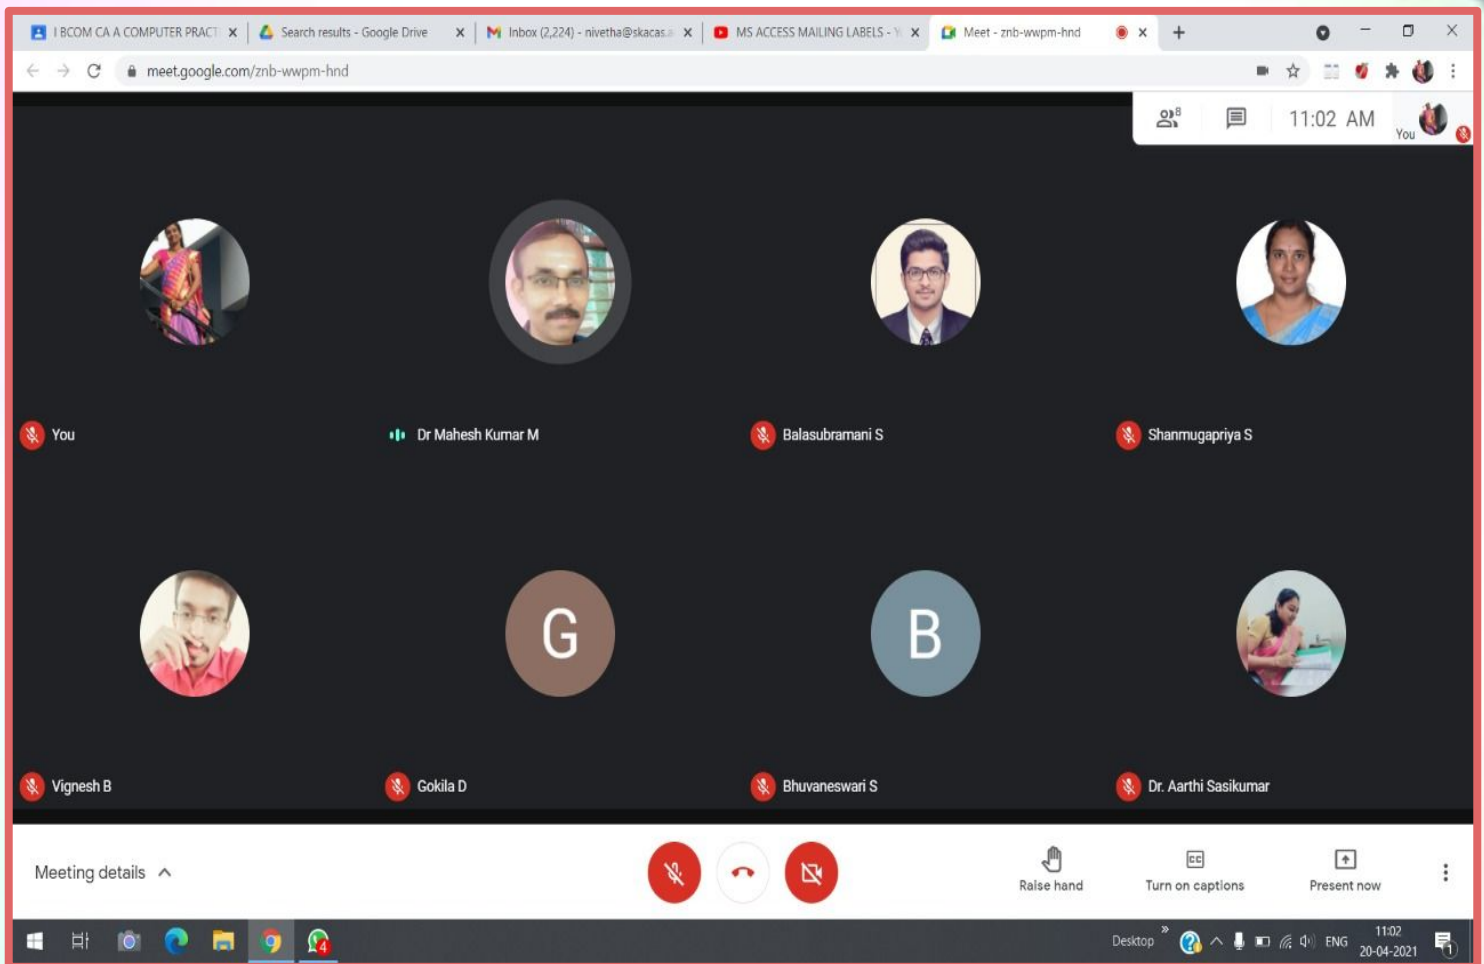 I BCOM CA A COMPUTER PRACT
Search results - Google Drive
Inbox (2,224) - nivetha@skacas.a
MS ACCESS MAILING LABELS - Y
Meet - znb-wwpm-hnd
meet.google.com/znb-wwpm-hnd
8
11:02 AM
You
You
Dr Mahesh Kumar M
Balasubramani S
Shanmugapriya S
G
B
Vignesh B
Gokila D
Bhuvaneswari S
Dr. Aarthi Sasikumar
Meeting details
Raise hand
CC
Turn on captions
Present now
4
Desktop
ENG
11:02
20-04-2021
1